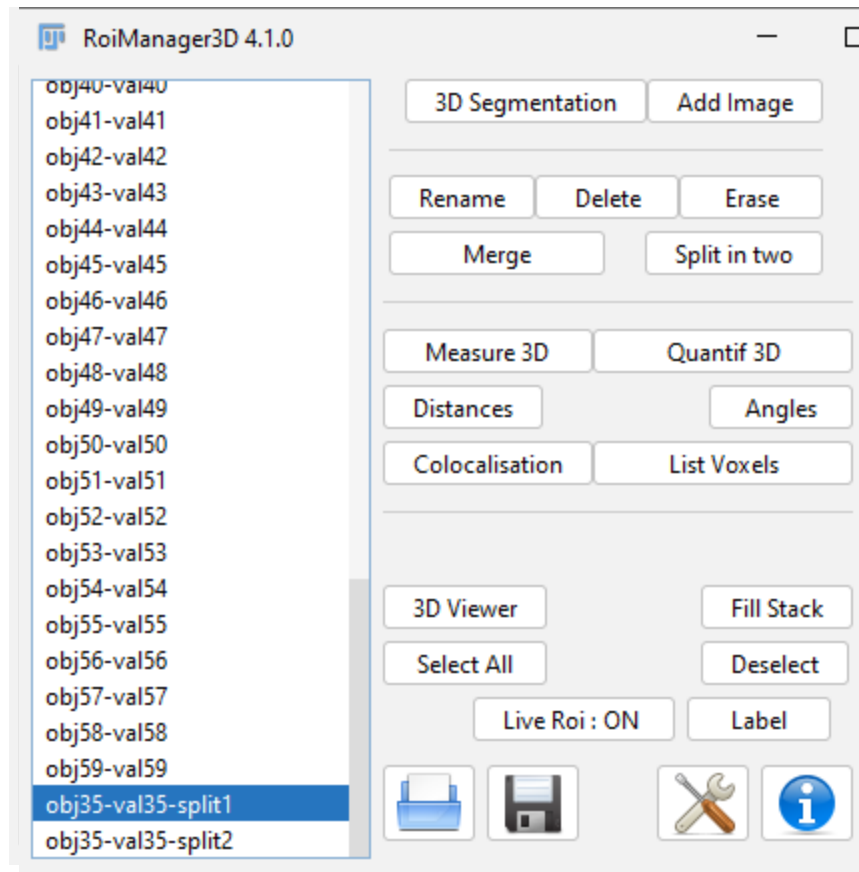 RoiManager3D 4.1.0
obj40-val40
obj41-val41
obj42-val42
obj43-val43
obj44-val44
obj45-val45
obj46-val46
obj47-val47
obj48-val48
obj49-val49
obj50-val50
obj51-val51
obj52-val52
obj53-val53
obj54-val54
obj55-val55
obj56-val56
obj57-val57
obj58-val58
obj59-val59
obj35-val35-split1
obj35-val35-split2
3D Segmentation Add Image
Rename Delete Erase
Merge Split in two
Measure 3D Quantif 3D
Distances Angles
Colocalisation List Voxels
3D Viewer Fill Stack
Select All Deselect
Live Roi : ON Label